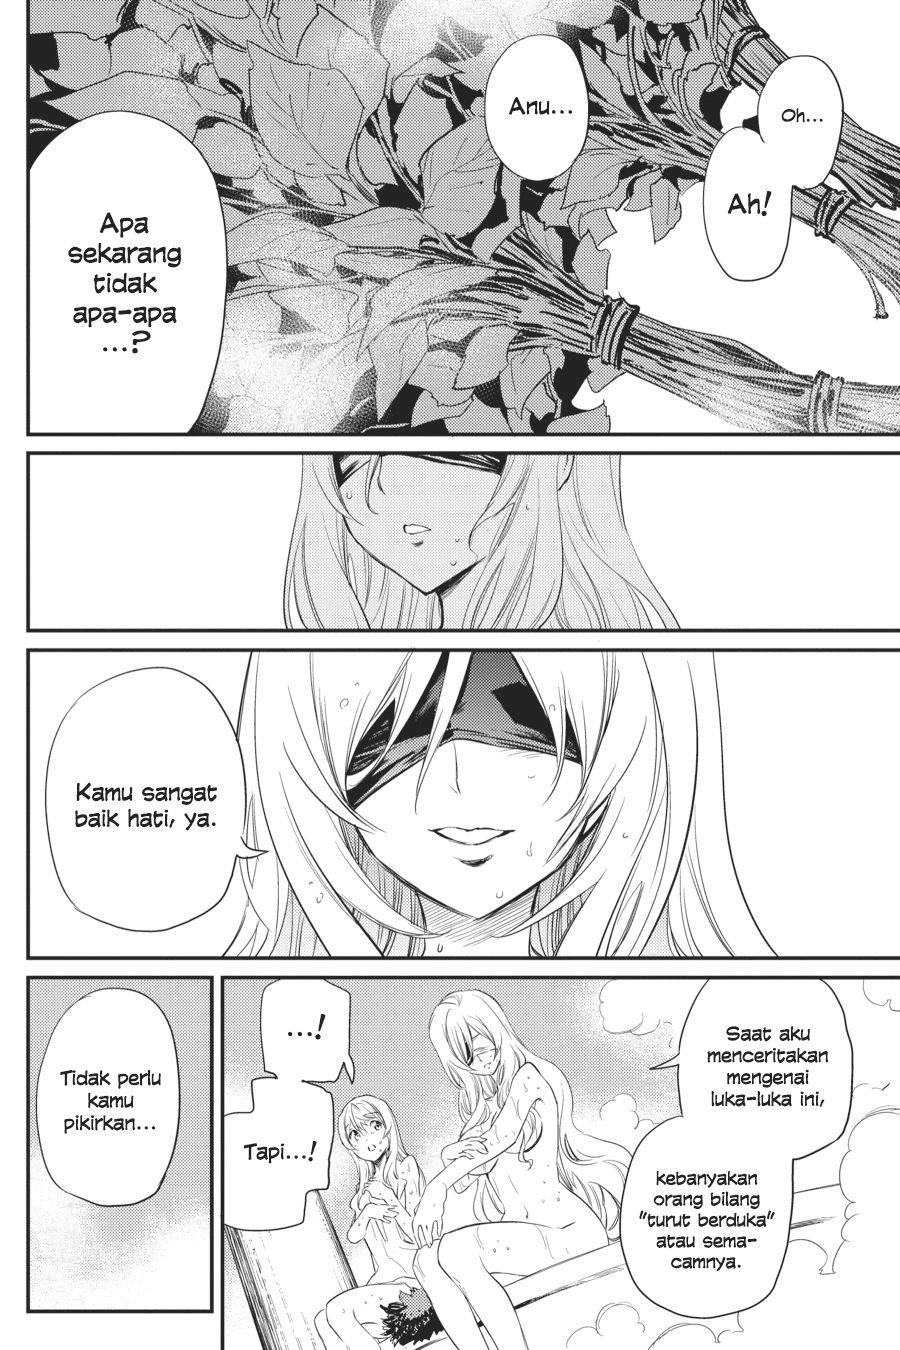 Oh...
Ah!
Anu...
Apa
sekarang
tidak
apa-apa
...?
Kamu sangat
baik hati, ya.
Saat aku
menceritakan
mengenai
luka-luka ini,
kebanyakan
orang bilang
"turut berduka"
atau sema-
camnya.
...!
Tapi...!
Tidak perlu
kamu
pikirkan...